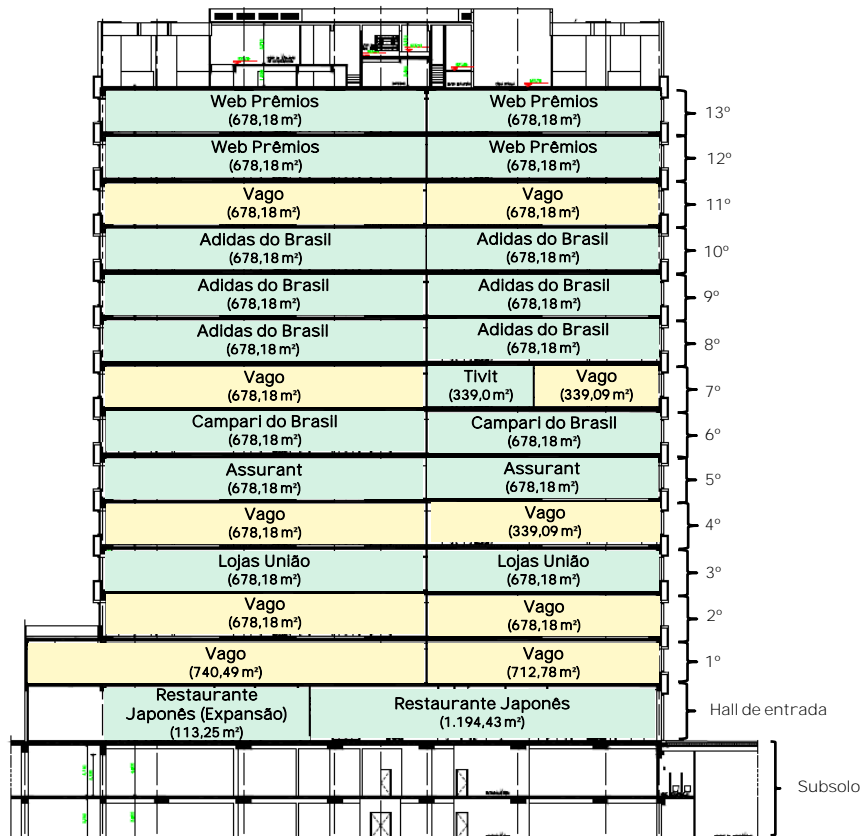 Web Prêmios
(678,18 m²)
Web Prêmios
(678,18 m²)
13º
Web Prêmios
(678,18 m²)
Web Prêmios
(678,18 m²)
12º
Vago
(678,18 m²)
Vago
(678,18 m²)
11º
Adidas do Brasil
(678,18 m²)
Adidas do Brasil
(678,18 m²)
10º
Adidas do Brasil
(678,18 m²)
Adidas do Brasil
(678,18 m²)
9º
Adidas do Brasil
(678,18 m²)
Adidas do Brasil
(678,18 m²)
8º
Vago
(678,18 m²)
Tivit
(339,0 m²)
Vago
(339,09 m²)
7º
Campari do Brasil
(678,18 m²)
Campari do Brasil
(678,18 m²)
6º
Assurant
(678,18 m²)
Assurant
(678,18 m²)
5º
Vago
(678,18 m²)
Vago
(339,09 m²)
4º
Lojas União
(678,18 m²)
Lojas União
(678,18 m²)
3º
Vago
(678,18 m²)
Vago
(678,18 m²)
2º
Vago
(740,49 m²)
Vago
(712,78 m²)
1º
Restaurante
Japonês (Expansão)
(113,25 m²)
Restaurante Japonês
(1.194,43 m²)
Hall de entrada
Subsolo